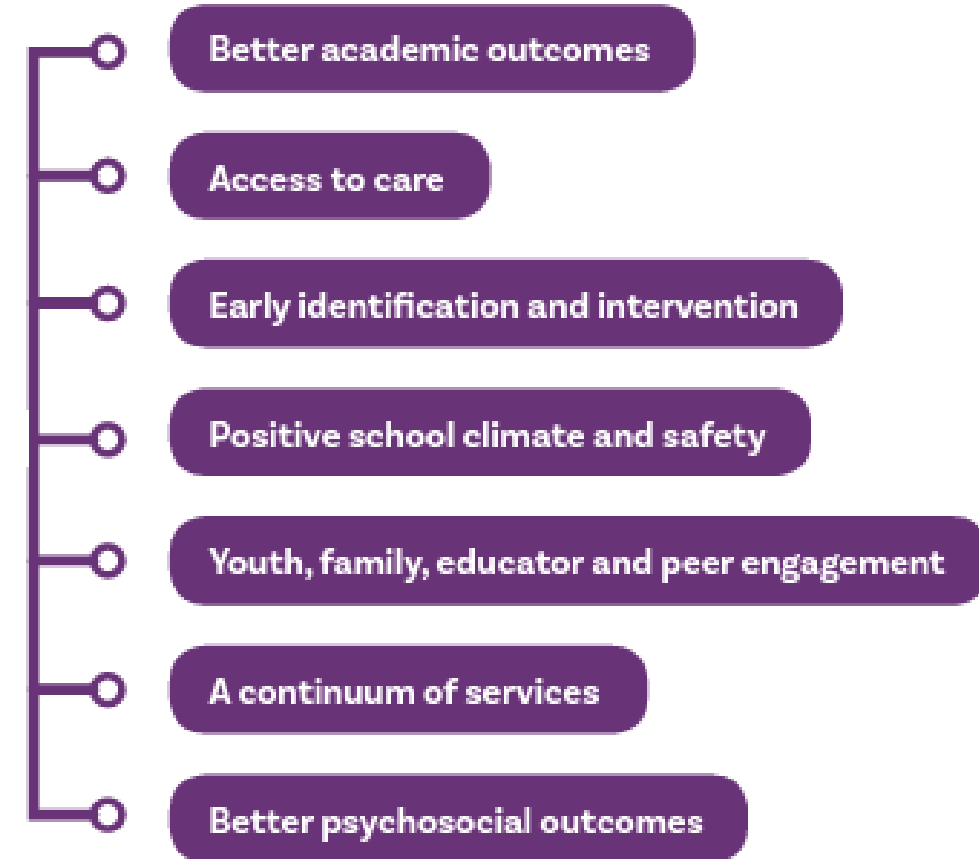 Better academic outcomes
Access to care
Early identification and intervention
Positive school climate and safety
Youth, family, educator and peer engagement
A continuum of services
Better psychosocial outcomes